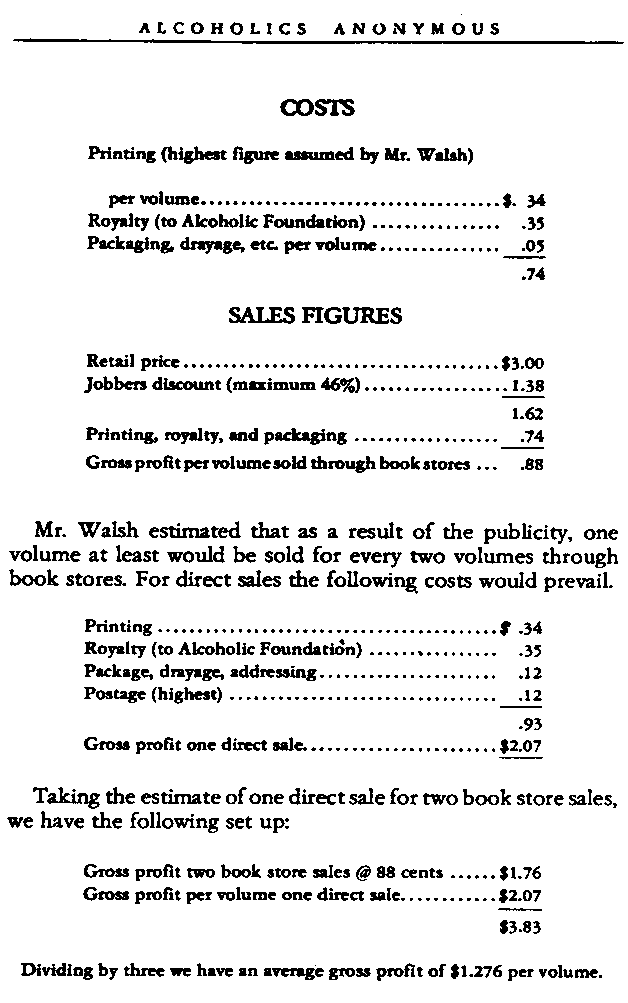 ALCOHOLICS ANONYMOUS
COSTS
Printing (highest figure assumed by Mr. Walsh)
per volume.....................................$. 34
Royalty (to Alcoholic Foundation) ................ .35
Packaging, drayage, etc. per volume............... .05
.74
SALES FIGURES
Retail price.......................................$3.00
Jobbers discount (maximum 46%)..................1.38
1.62
Printing, royalty, and packaging .................. .74
Gross profit per volume sold through book stores ... .88
Mr. Walsh estimated that as a result of the publicity, one
volume at least would be sold for every two volumes through
book stores. For direct sales the following costs would prevail.
Printing ..........................................$ .34
Royalty (to Alcoholic Foundation) ................ .35
Package, drayage, addressing...................... .12
Postage (highest) ................................. .12
.93
Gross profit one direct sale........................$2.07
Taking the estimate of one direct sale for two book store sales,
we have the following set up:
Gross profit two book store sales @ 88 cents ......$1.76
Gross profit per volume one direct sale............$2.07
$3.83
Dividing by three we have an average gross profit of $1.276 per volume.